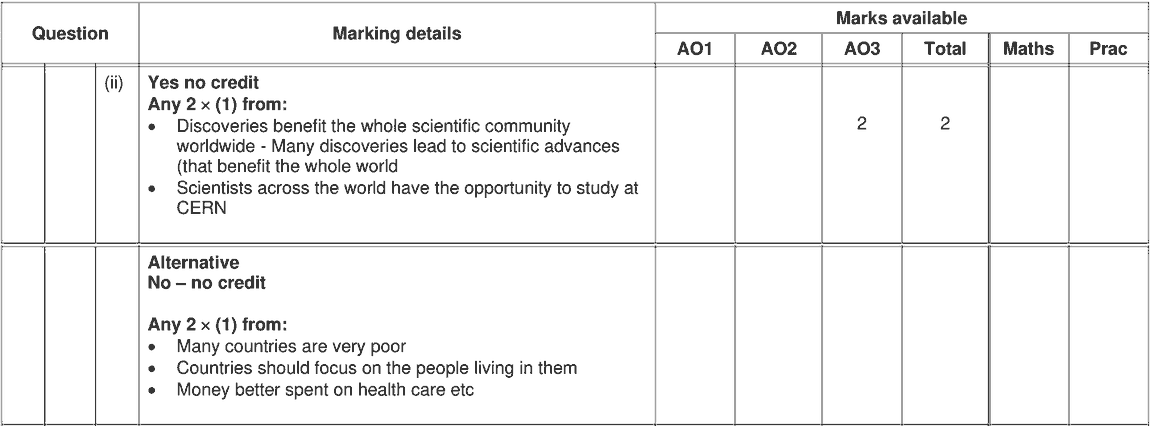 Question Marking details Marks available
AO1 AO2 AO3 Total Maths Prac
(ii) Yes no credit
Any 2 × (1) from:
• Discoveries benefit the whole scientific community 2 2
worldwide - Many discoveries lead to scientific advances
(that benefit the whole world
• Scientists across the world have the opportunity to study at
CERN
Alternative
No – no credit
Any 2 × (1) from:
• Many countries are very poor
• Countries should focus on the people living in them
• Money better spent on health care etc